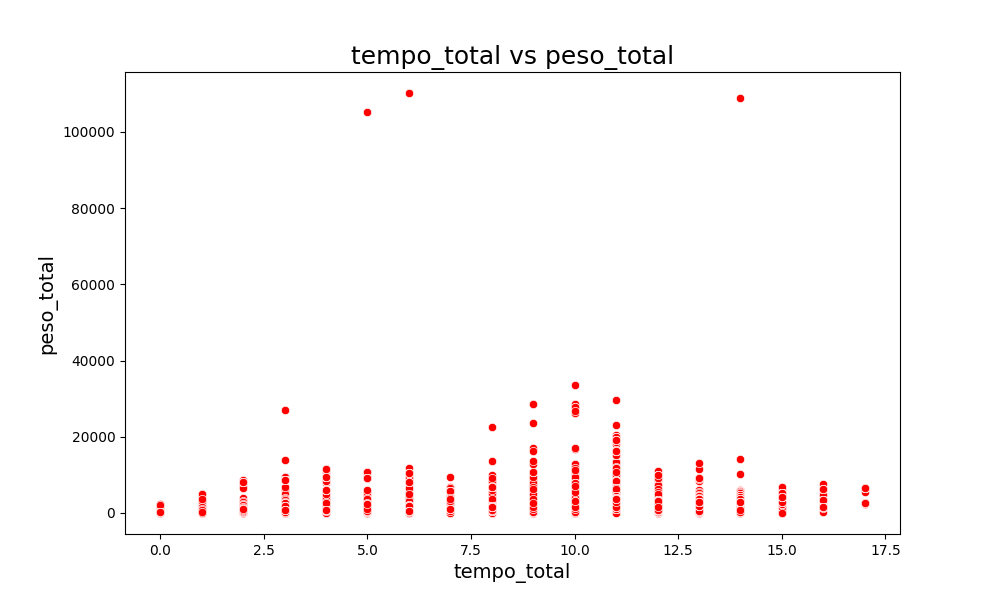 tempo_total vs peso_total
100000
80000
60000
40000
20000
0
peso_total
0.0 2.5 5.0 7.5 10.0 12.5 15.0 17.5
tempo_total